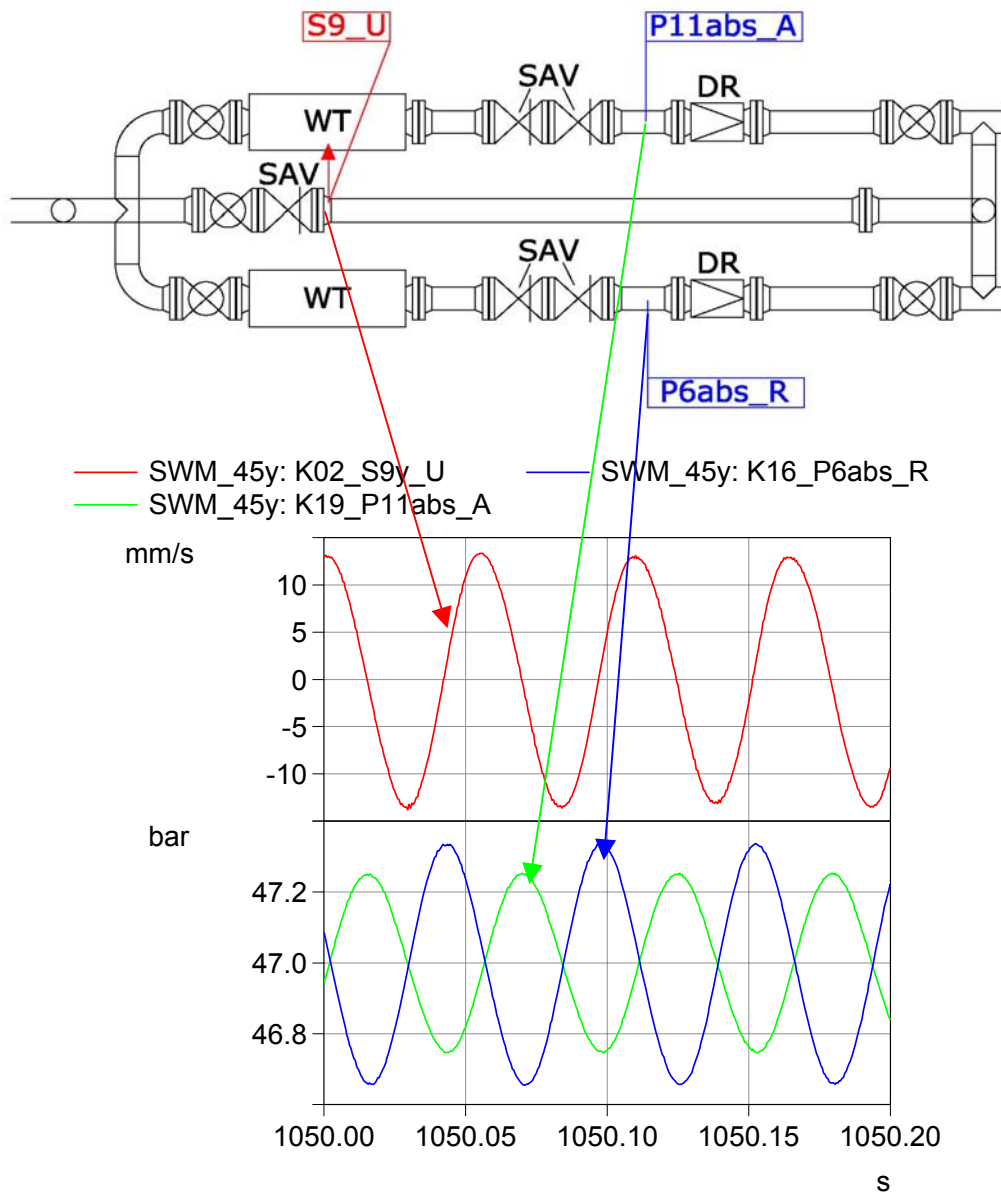 S9_U P11abs_A
SAV DR
WT
SAV
SAV DR
WT
P6abs_R
SWM_45y: K02_S9y_U SWM_45y: K16_P6abs_R
SWM_45y: K19_P11abs_A
mm/s
10
5
0
-5
-10
bar
47.2
47.0
46.8
1050.00 1050.05 1050.10 1050.15 1050.20
s